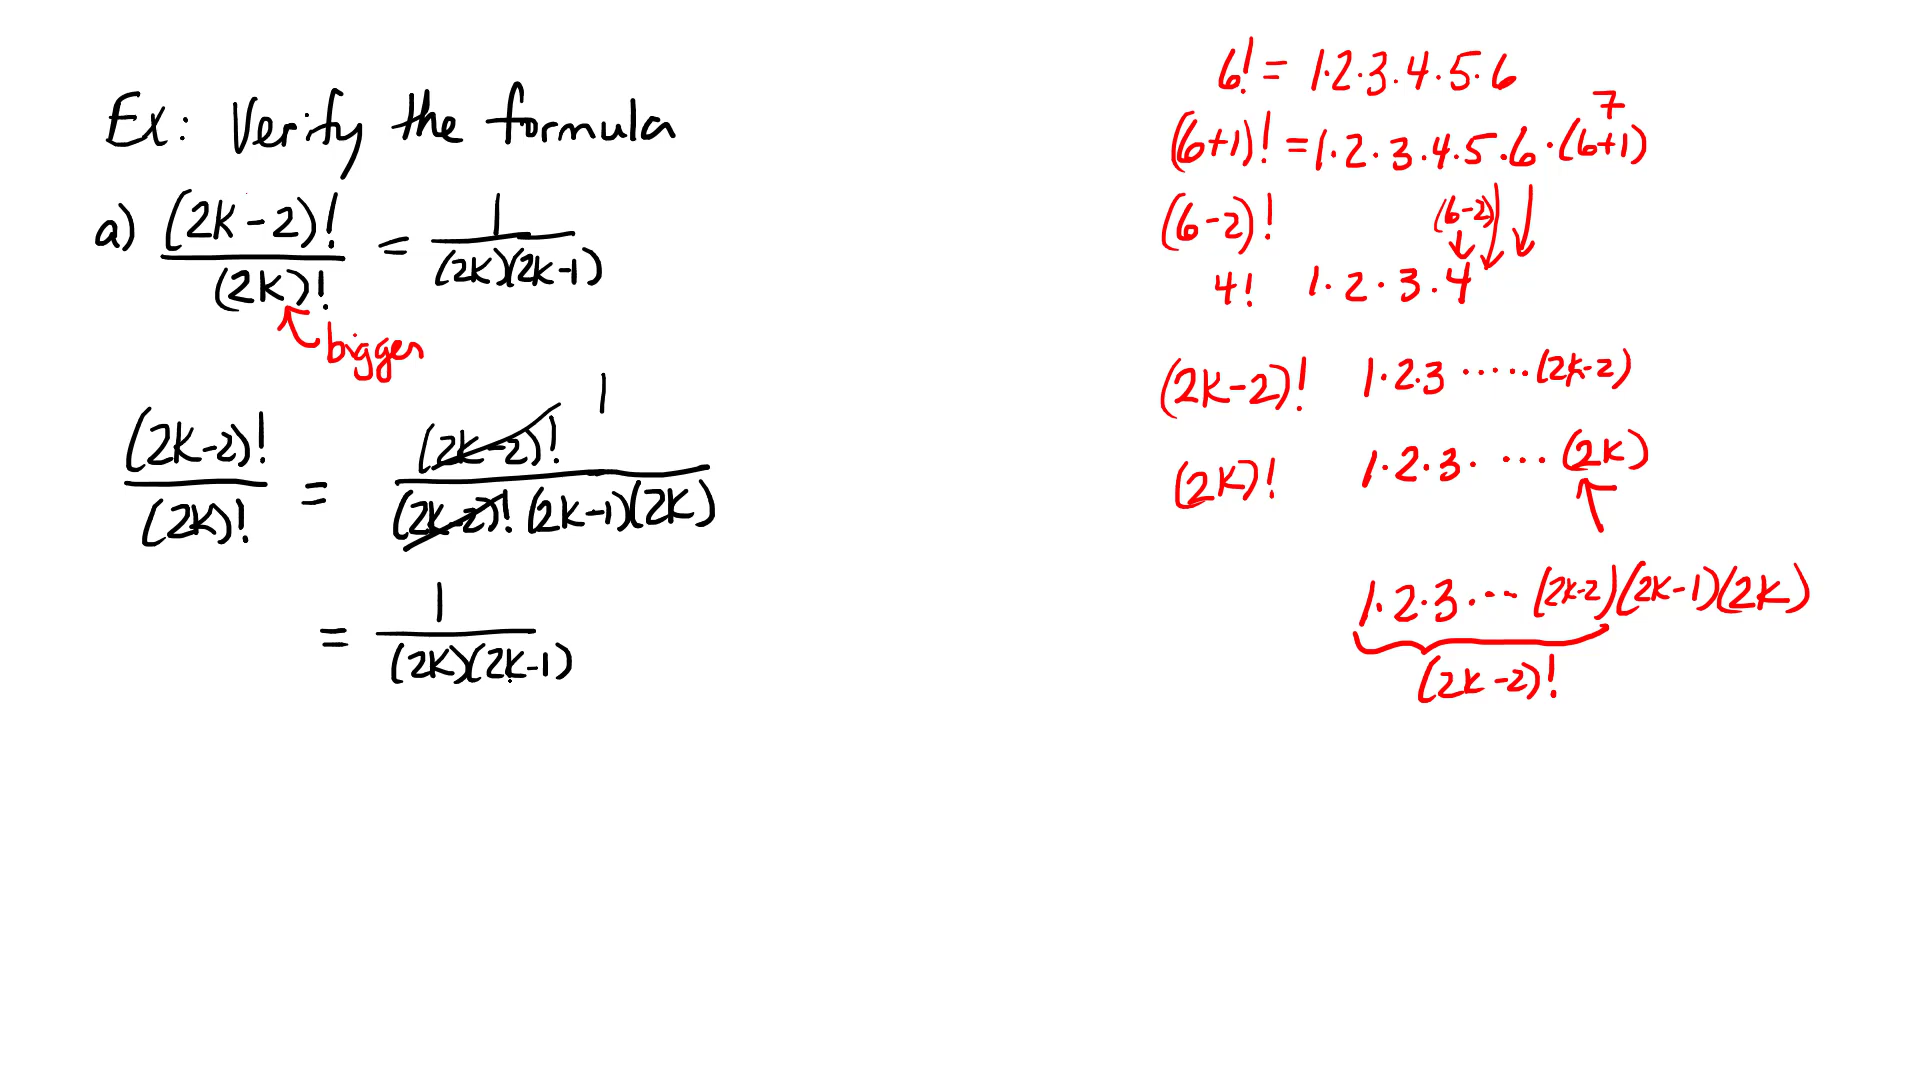 Ex: Verify the formula
a) (2k-2)! / (2k)! = 1 / (2k)(2k-1)
bigger
(2k-2)! / (2k)! = (2k-2)! 1 / (2k-2)! (2k-1)(2k)
= 1 / (2k)(2k-1)
6! = 1·2·3·4·5·6
7
(6+1)! = 1·2·3·4·5·6·(6+1)
(6-2)! (6-2)
4! 1·2·3·4
(2k-2)! 1·2·3 ····· (2k-2)
(2k)! 1·2·3· ··· (2k)
1·2·3· ··· (2k-2)(2k-1)(2k)
(2k-2)!